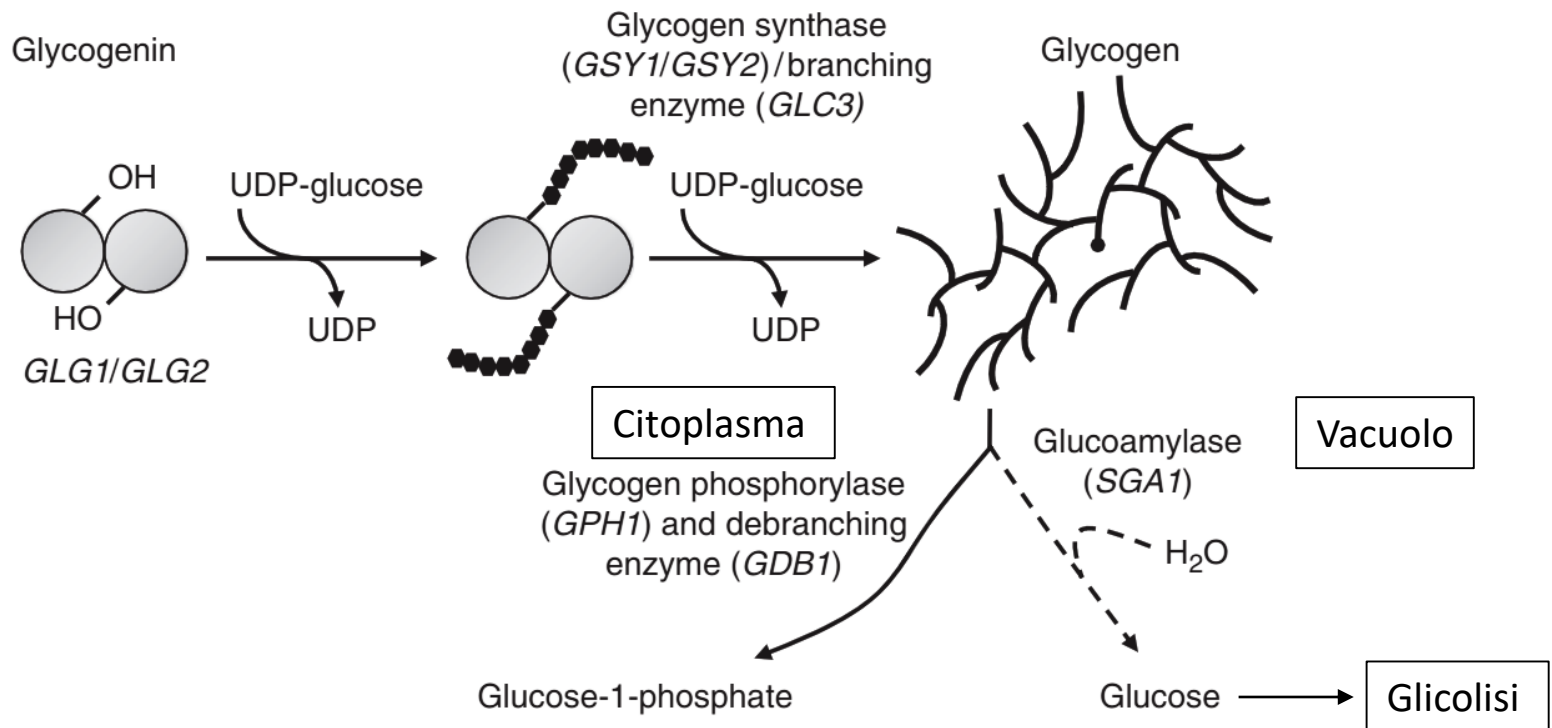 Glycogenin
Glycogen synthase
(GSY1/GSY2)/branching
enzyme (GLC3)
Glycogen
OH
HO
GLG1/GLG2
UDP-glucose
UDP
UDP-glucose
UDP
Citoplasma
Vacuolo
Glycogen phosphorylase
(GPH1) and debranching
enzyme (GDB1)
Glucoamylase
(SGA1)
H₂O
Glucose-1-phosphate
Glucose
Glicolisi